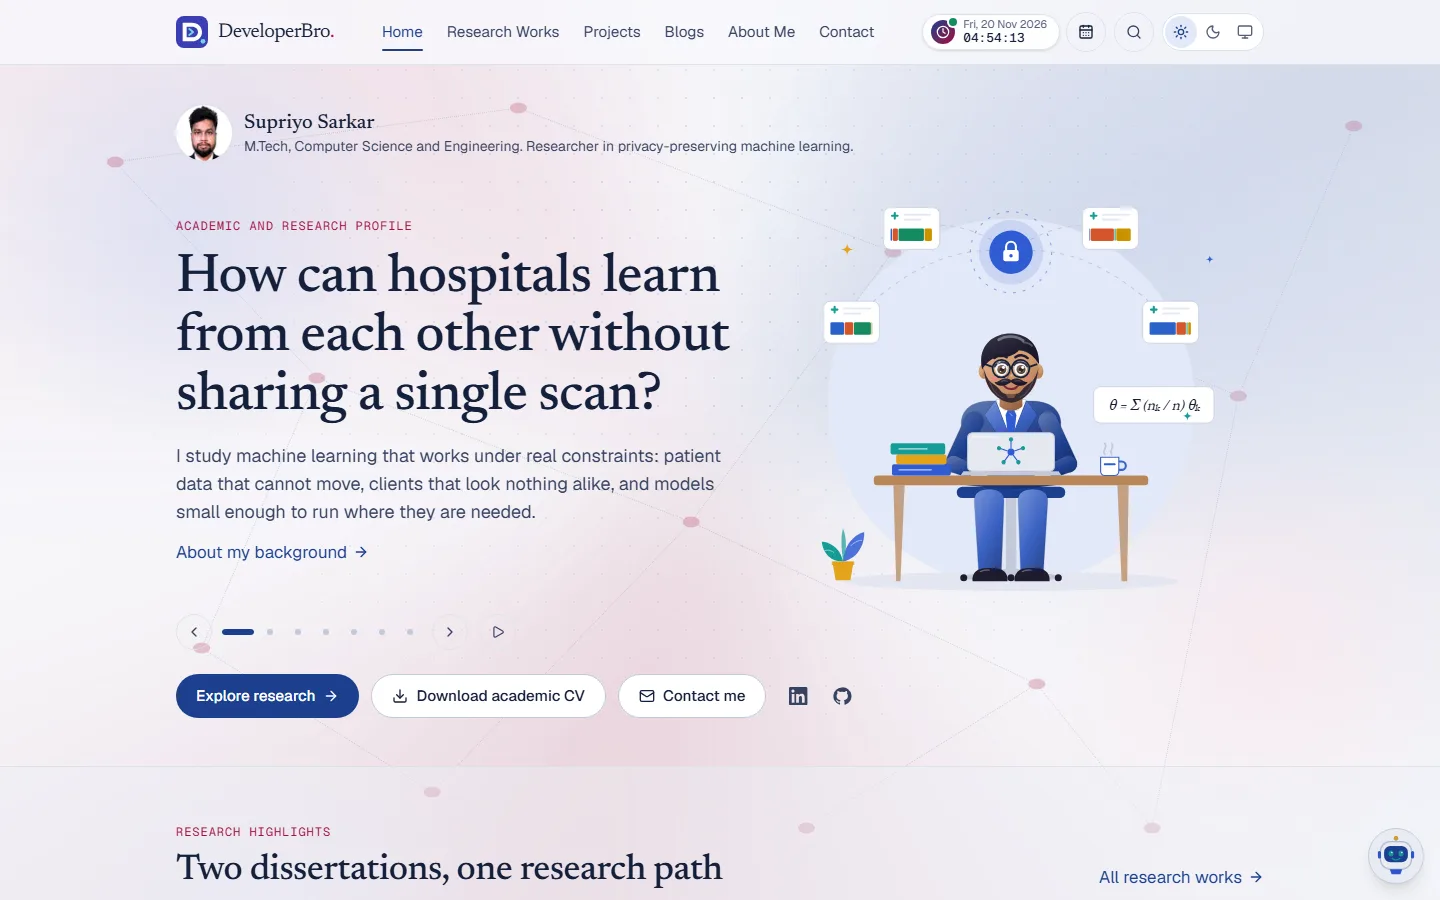 DeveloperBro.
Home
Research Works
Projects
Blogs
About Me
Contact
Fri, 20 Nov 2026
04:54:13
Supriyo Sarkar
M.Tech, Computer Science and Engineering. Researcher in privacy-preserving machine learning.
ACADEMIC AND RESEARCH PROFILE
How can hospitals learn
from each other without
sharing a single scan?
I study machine learning that works under real constraints: patient
data that cannot move, clients that look nothing alike, and models
small enough to run where they are needed.
About my background
θ = Σ (nₖ / n) θₖ
Explore research
Download academic CV
Contact me
RESEARCH HIGHLIGHTS
Two dissertations, one research path
All research works